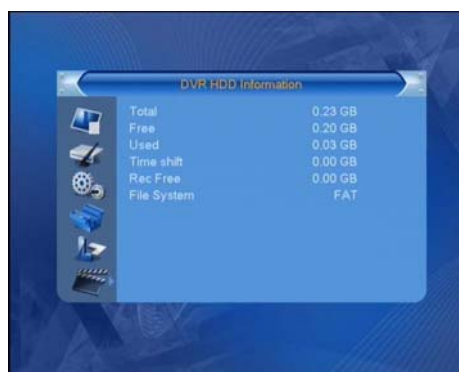 DVR HDD Information
Total 0.23 GB
Free 0.20 GB
Used 0.03 GB
Time shift 0.00 GB
Rec Free 0.00 GB
File System FAT